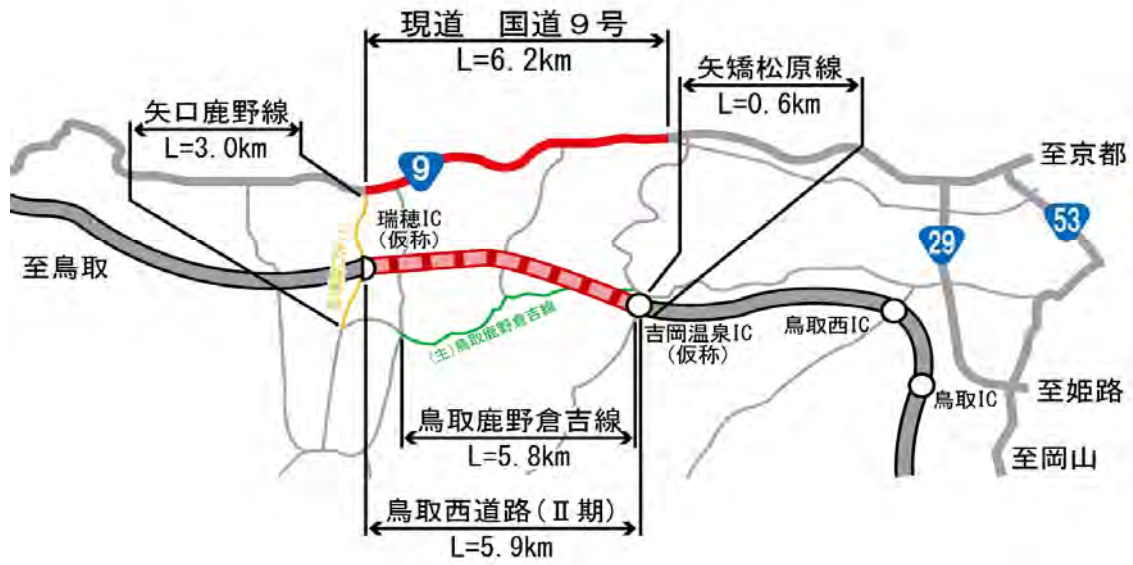 現道　国道９号
L=6.2km
矢矯松原線
L=0.6km
矢口鹿野線
L=3.0km
至京都
9
53
瑞穂IC
(仮称)
29
至鳥取
(主)鳥取鹿野倉吉線
吉岡温泉IC
(仮称)
鳥取西IC
鳥取IC
至姫路
鳥取鹿野倉吉線
L=5.8km
至岡山
鳥取西道路(Ⅱ期)
L=5.9km